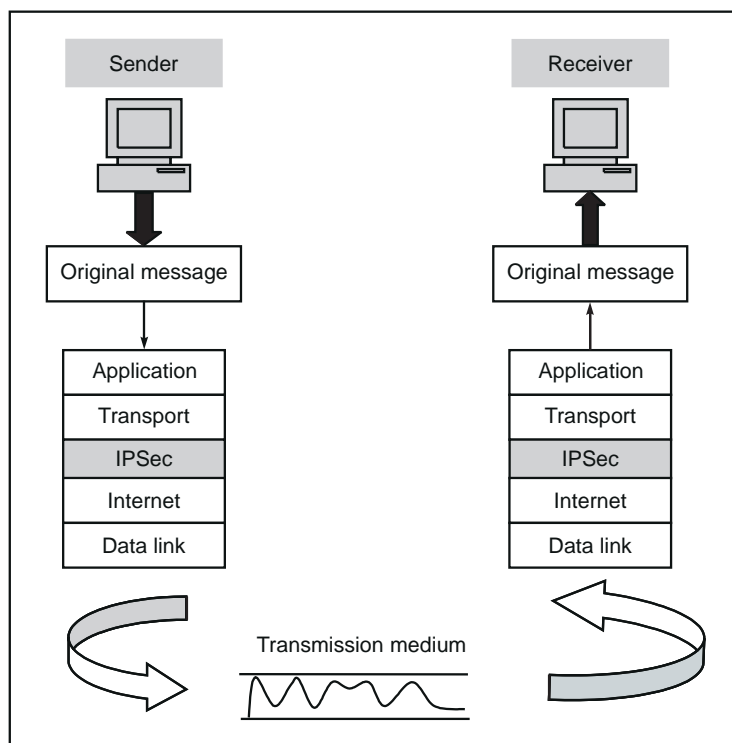 Sender
Receiver
Original message
Original message
Application
Transport
IPSec
Internet
Data link
Application
Transport
IPSec
Internet
Data link
Transmission medium